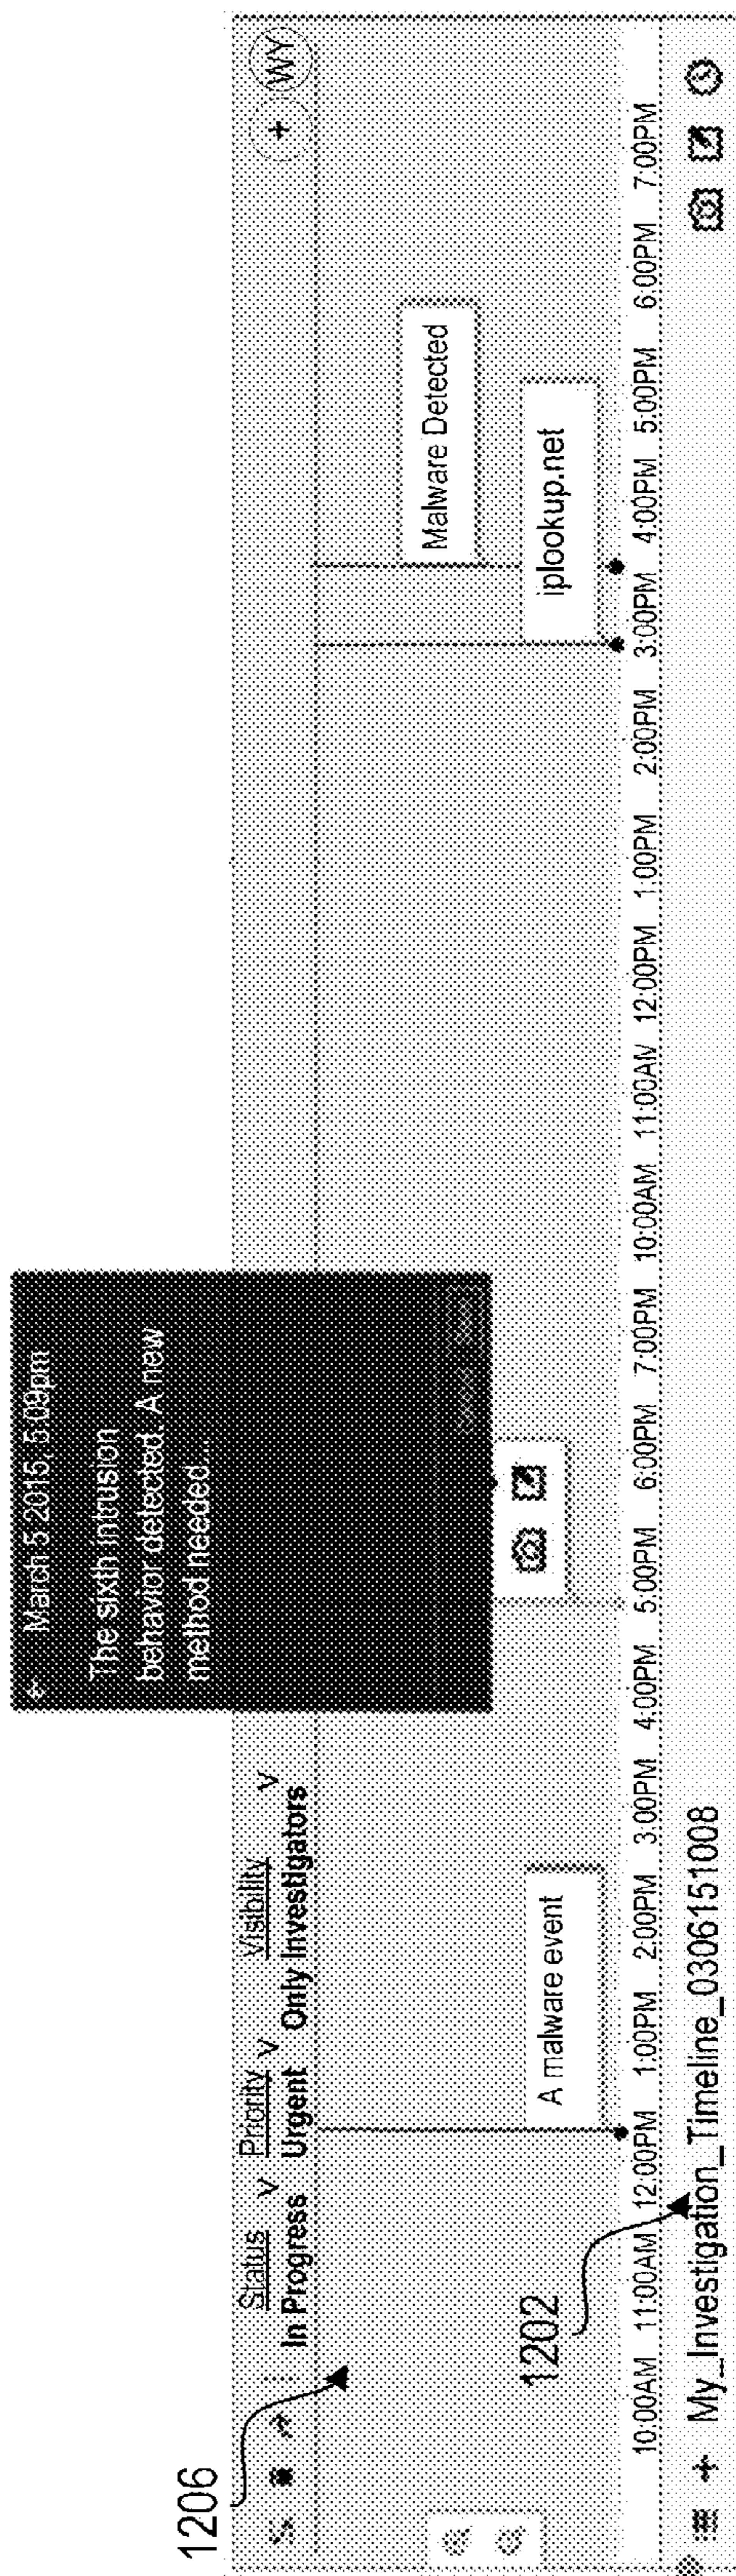 1206
March 5 2015, 5:09pm
The sixth intrusion
behavior detected. A new
method needed...
Status V Priority V Visibility V
In Progress Urgent Only Investigators
+ WY
A malware event
Malware Detected
iplookup.net
1202
10:00AM 11:00AM 12:00PM 1:00PM 2:00PM 3:00PM 4:00PM 5:00PM 6:00PM 7:00PM 10:00AM 11:00AM 12:00PM 1:00PM 2:00PM 3:00PM 4:00PM 5:00PM 6:00PM 7:00PM
+ My_Investigation_Timeline_0306151008